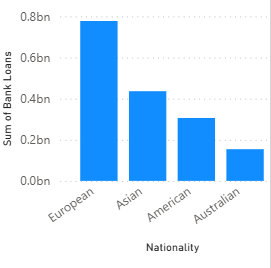 Sum of Bank Loans
0.8bn
0.6bn
0.4bn
0.2bn
0.0bn
European
Asian
American
Australian
Nationality